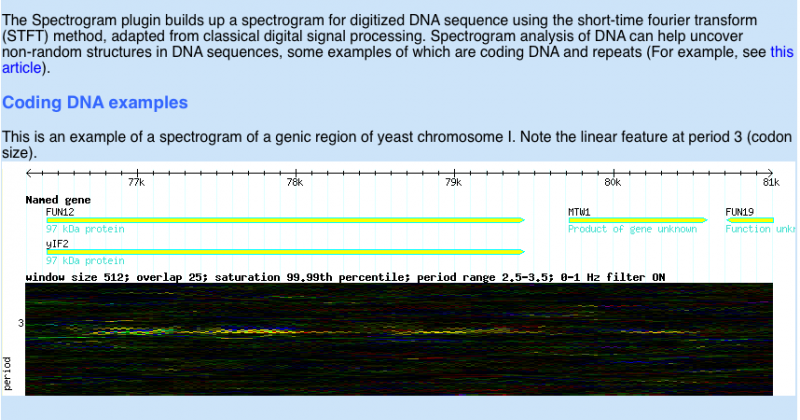 The Spectrogram plugin builds up a spectrogram for digitized DNA sequence using the short-time fourier transform
(STFT) method, adapted from classical digital signal processing. Spectrogram analysis of DNA can help uncover
non-random structures in DNA sequences, some examples of which are coding DNA and repeats (For example, see this
article).
Coding DNA examples
This is an example of a spectrogram of a genic region of yeast chromosome I. Note the linear feature at period 3 (codon
size).
77k 78k 79k 80k 81k
Named gene
FUN12 MTW1 FUN19
97 kDa protein Product of gene unknown Function unk
yIF2
97 kDa protein
window size 512; overlap 25; saturation 99.99th percentile; period range 2.5-3.5; 0-1 Hz filter ON
3
period